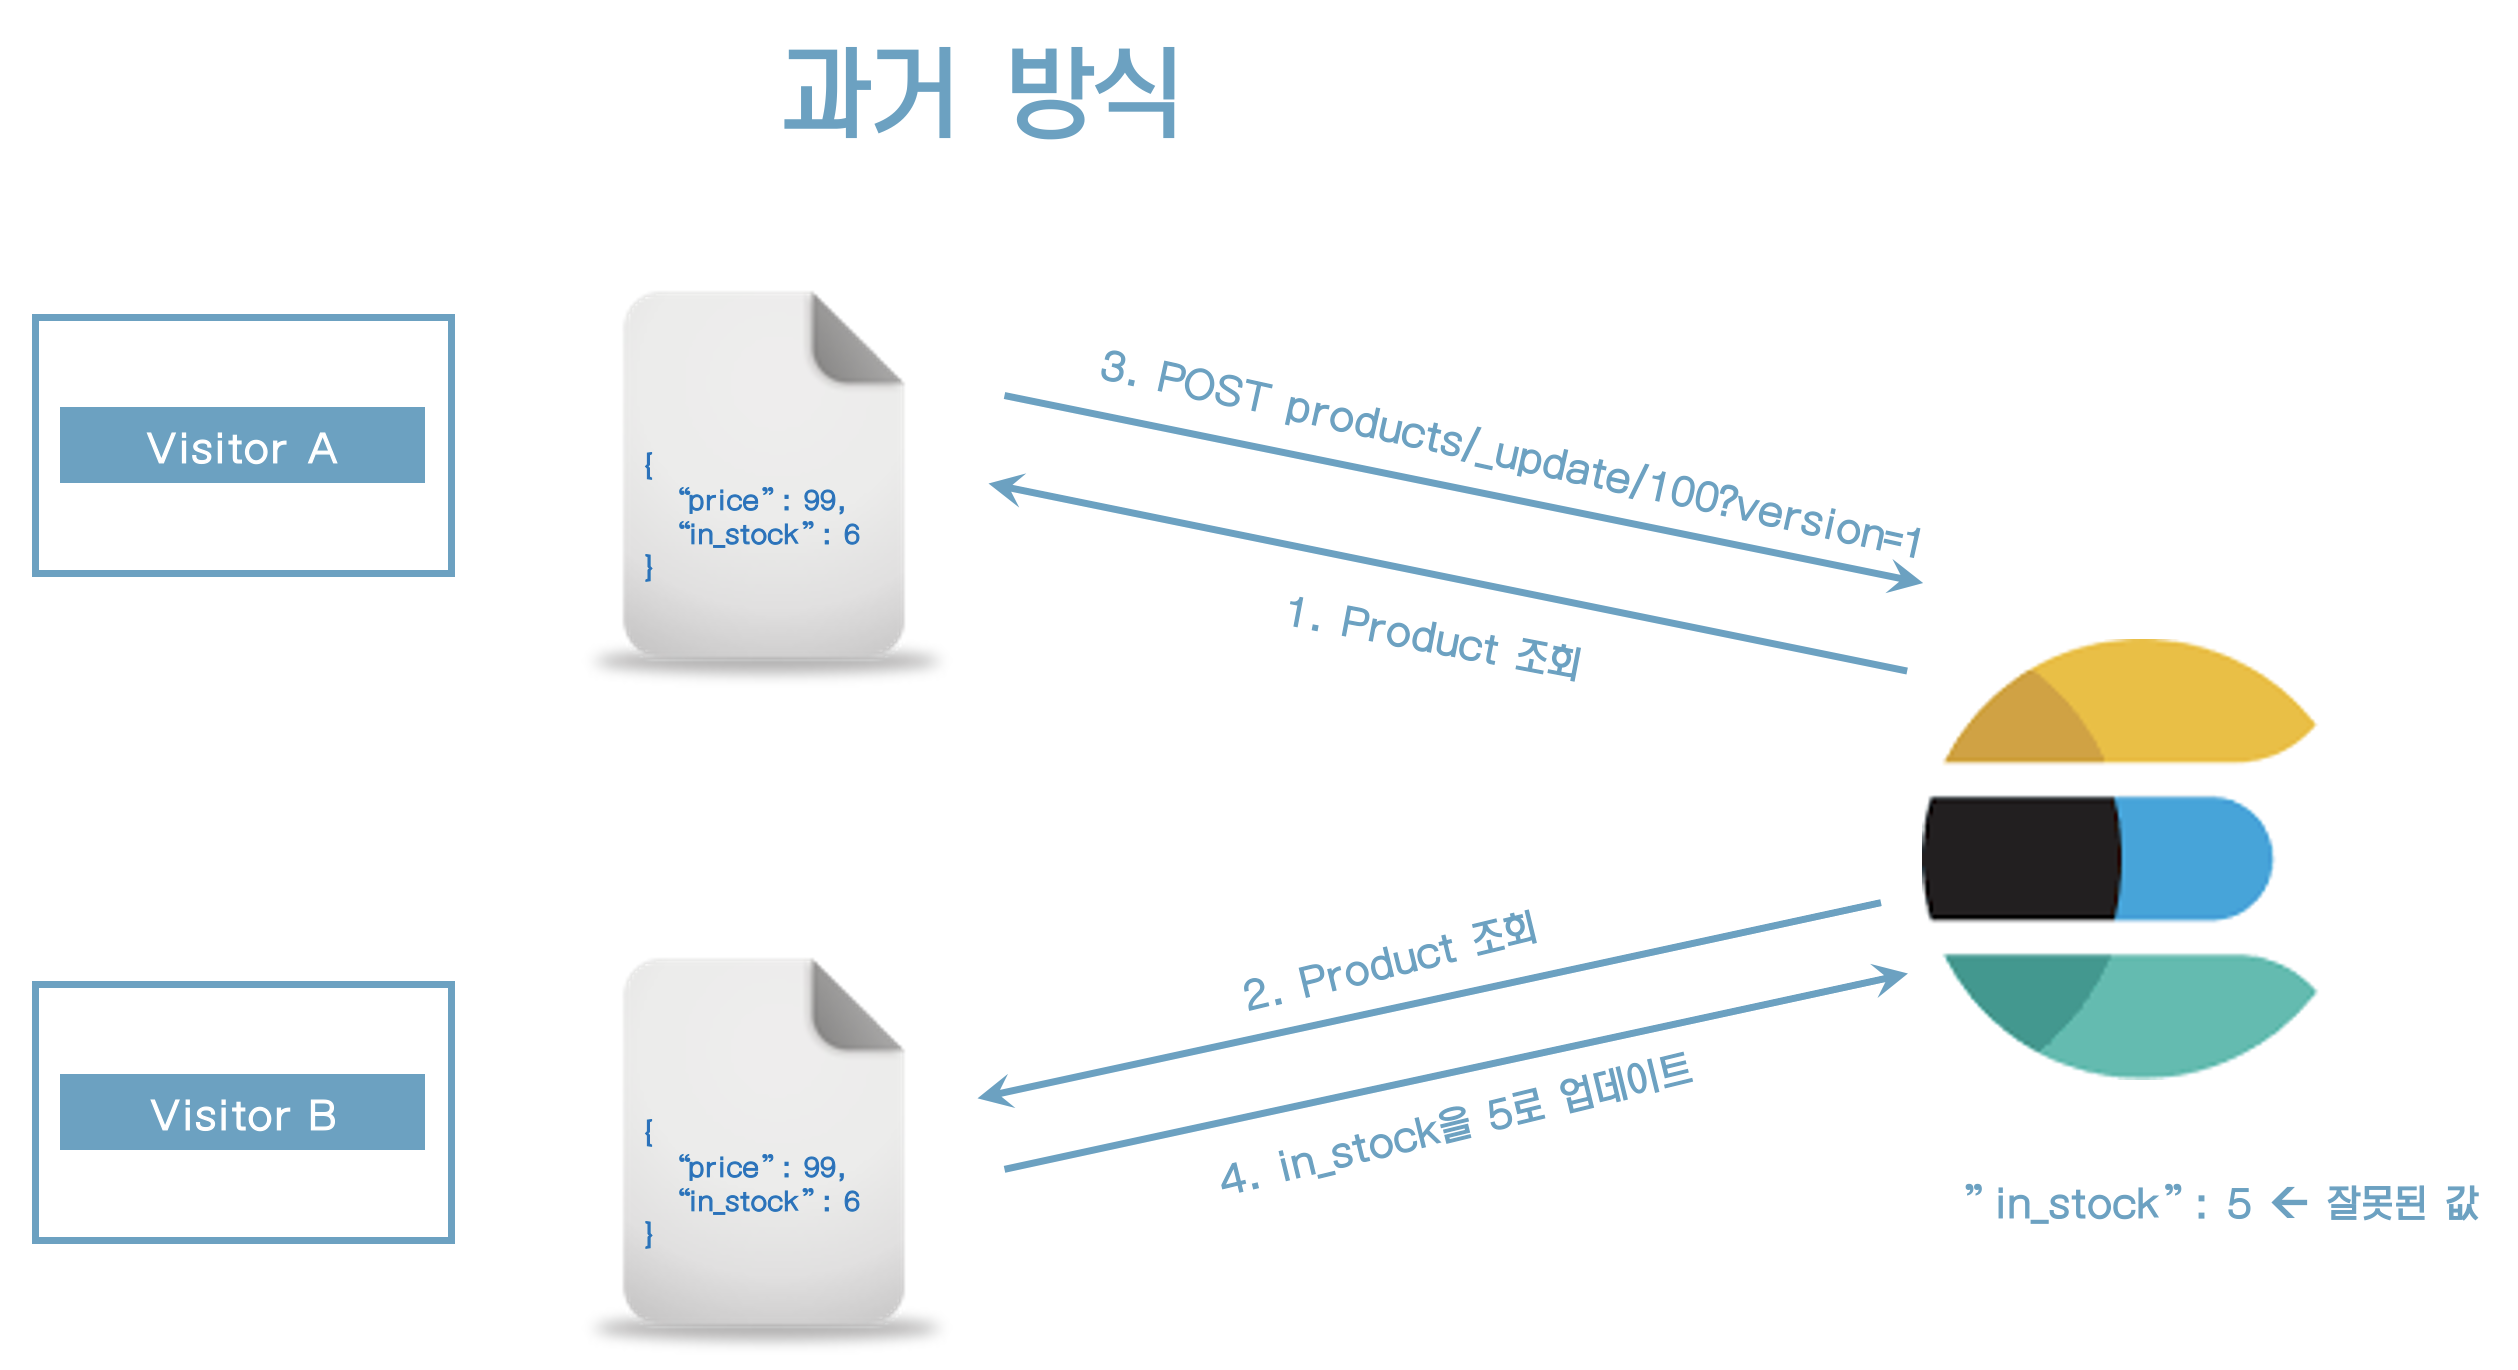 과거 방식
Visitor A
{
“price” : 99,
“in_stock” : 6
}
3. POST products/_update/100?version=1
1. Product 조회
2. Product 조회
4. in_stock을 5로 업데이트
Visitor B
{
“price” : 99,
“in_stock” : 6
}
” in_stock” : 5 ← 잘못된 값